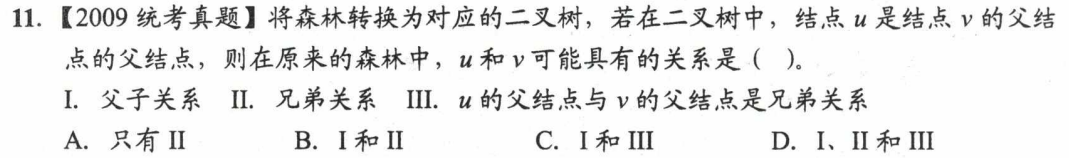 11.【2009 统考真题】将森林转换为对应的二叉树，若在二叉树中，结点 u 是结点 v 的父结
点的父结点，则在原来的森林中，u 和 v 可能具有的关系是（ ）。
I. 父子关系 II. 兄弟关系 III. u 的父结点与 v 的父结点是兄弟关系
A. 只有 II B. I 和 II C. I 和 III D. I、II 和 III